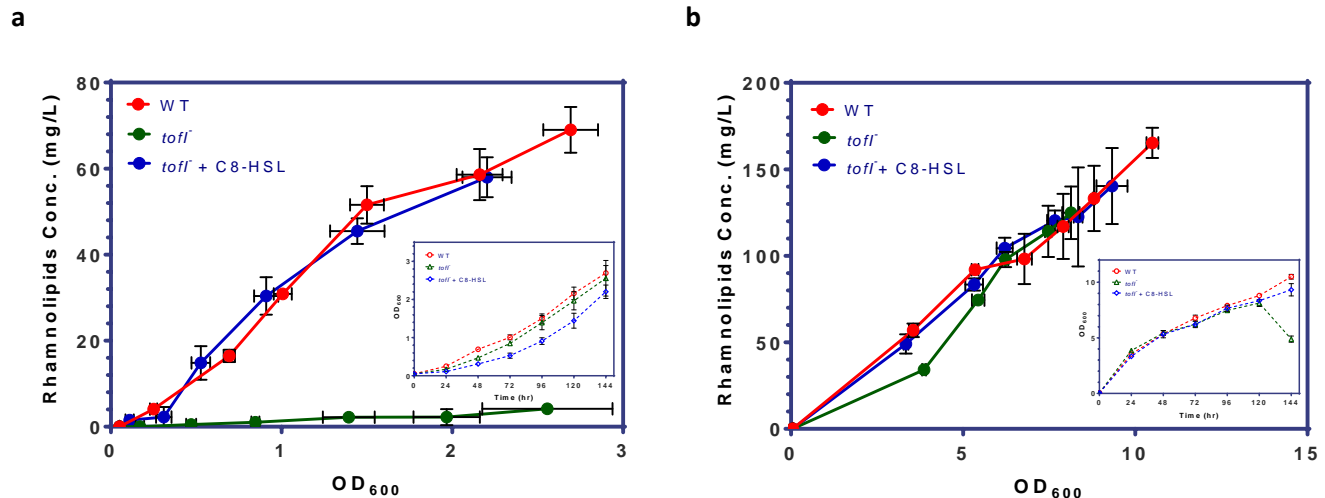 a
Rhamnolipids Conc. (mg/L)
80
60
40
20
0
WT
tofI-
tofI- + C8-HSL
0 1 2 3
OD600
OD600
3
2
1
0
WT
tofI-
tofI- + C8-HSL
0 24 48 72 96 120 144
Time (hr)
b
Rhamnolipids Conc. (mg/L)
200
150
100
50
0
WT
tofI-
tofI- + C8-HSL
0 5 10 15
OD600
OD600
10
5
0
WT
tofI-
tofI- + C8-HSL
0 24 48 72 96 120 144
Time (hr)